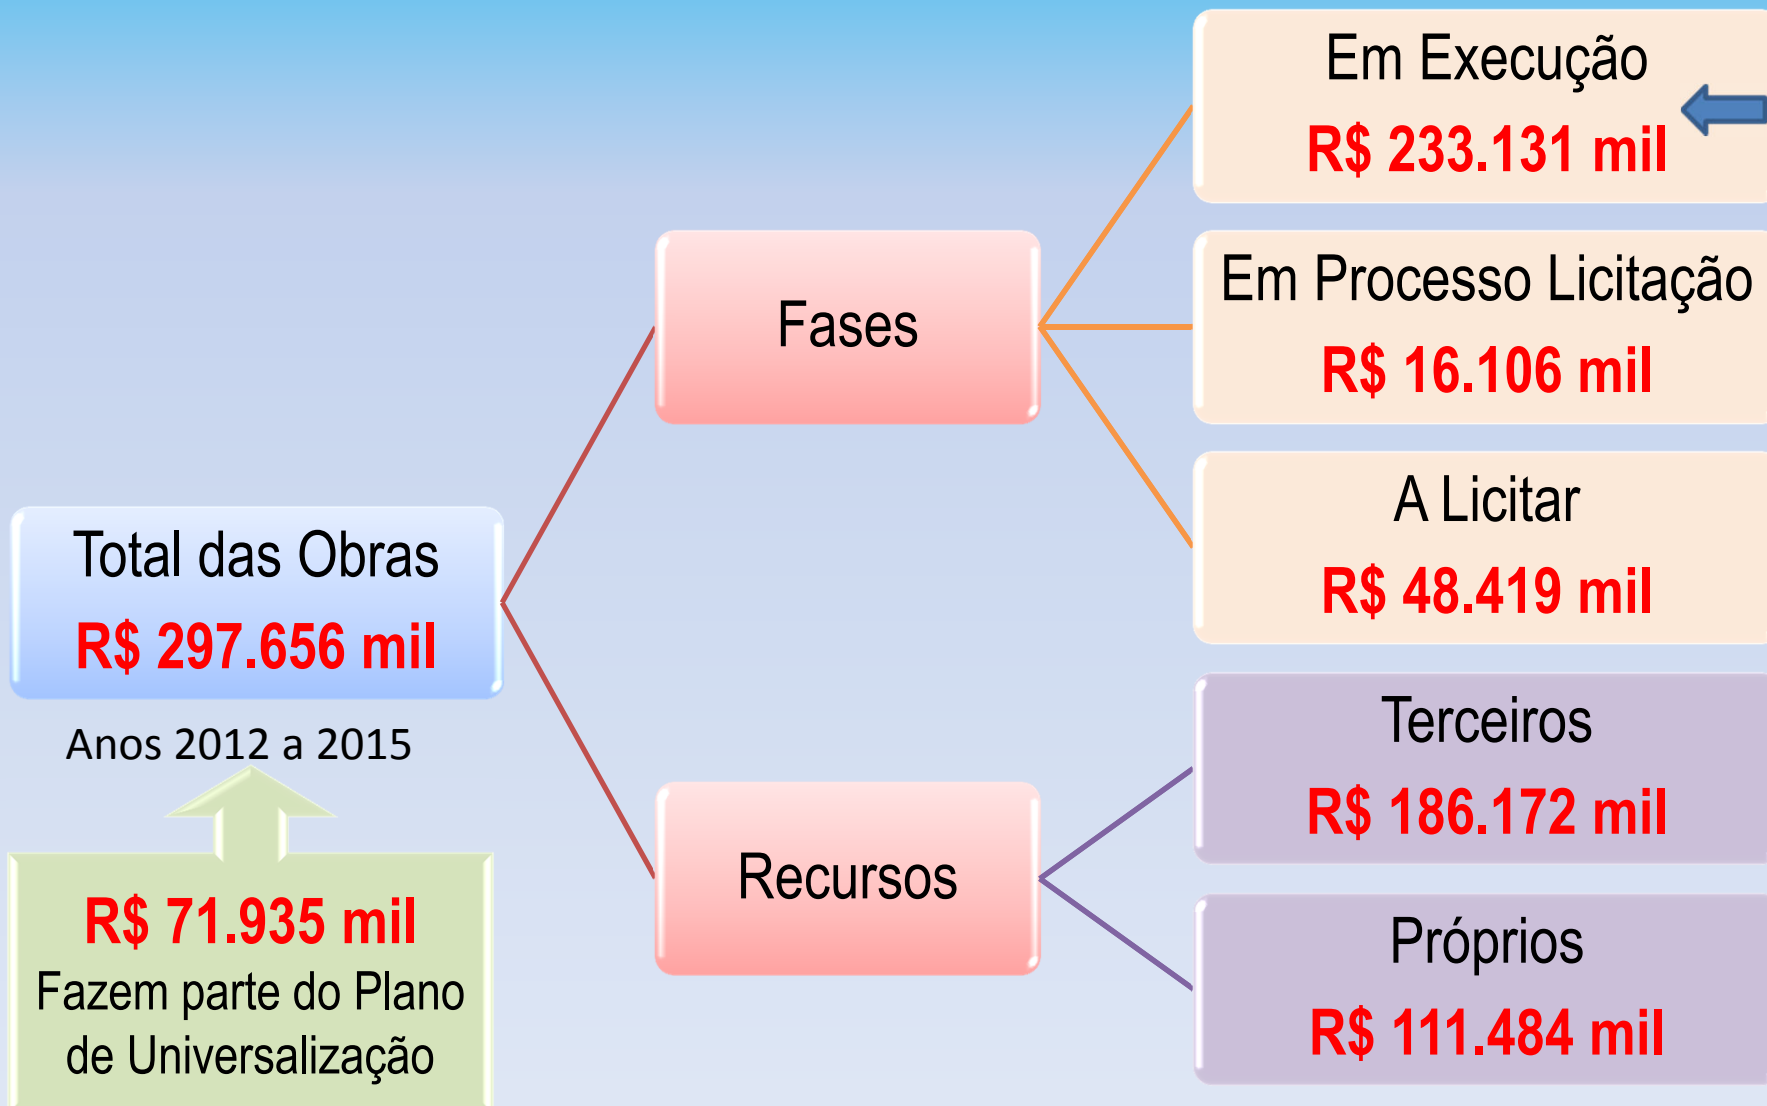 Total das Obras
R$ 297.656 mil
Anos 2012 a 2015
R$ 71.935 mil
Fazem parte do Plano
de Universalização
Fases
Em Execução
R$ 233.131 mil
Em Processo Licitação
R$ 16.106 mil
A Licitar
R$ 48.419 mil
Recursos
Terceiros
R$ 186.172 mil
Próprios
R$ 111.484 mil